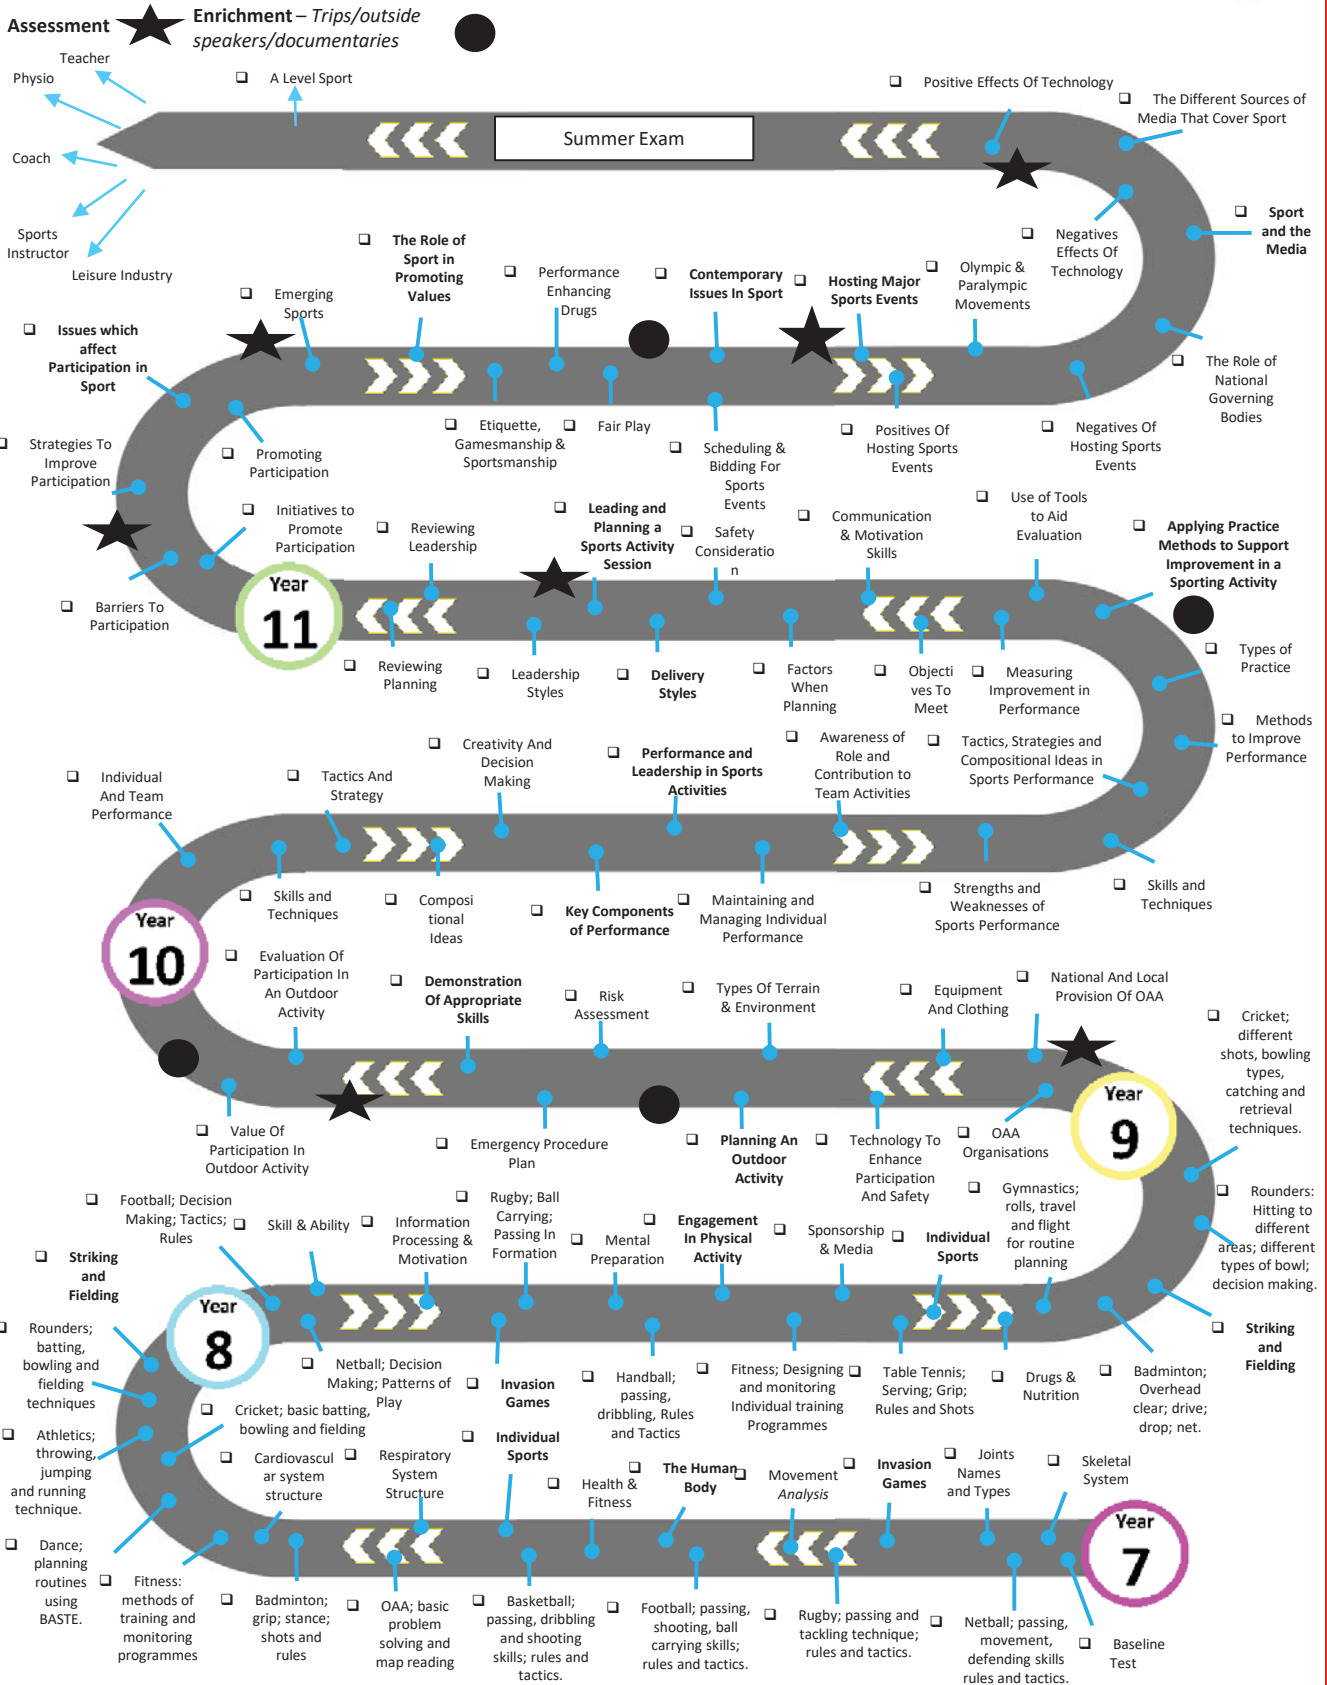 Assessment
Enrichment – Trips/outside
speakers/documentaries
Teacher
Physio
Coach
Sports
Instructor
Leisure Industry
A Level Sport
Summer Exam
Positive Effects Of Technology
The Different Sources of
Media That Cover Sport
Negatives
Effects Of
Technology
Sport
and the
Media
The Role of
National
Governing
Bodies
Olympic &
Paralympic
Movements
Negatives Of
Hosting Sports
Events
Hosting Major
Sports Events
Positives Of
Hosting Sports
Events
Contemporary
Issues In Sport
Scheduling &
Bidding For
Sports
Events
Performance
Enhancing
Drugs
Fair Play
Etiquette,
Gamesmanship &
Sportsmanship
The Role of
Sport in
Promoting
Values
Emerging
Sports
Issues which
affect
Participation in
Sport
Promoting
Participation
Strategies To
Improve
Participation
Initiatives to
Promote
Participation
Barriers To
Participation
Year
11
Reviewing
Leadership
Reviewing
Planning
Leadership
Styles
Leading and
Planning a
Sports Activity
Session
Delivery
Styles
Safety
Consideratio
n
Factors
When
Planning
Communication
& Motivation
Skills
Objecti
ves To
Meet
Measuring
Improvement in
Performance
Use of Tools
to Aid
Evaluation
Applying Practice
Methods to Support
Improvement in a
Sporting Activity
Types of
Practice
Methods
to Improve
Performance
Tactics, Strategies and
Compositional Ideas in
Sports Performance
Skills and
Techniques
Strengths and
Weaknesses of
Sports Performance
Awareness of
Role and
Contribution to
Team Activities
Maintaining and
Managing Individual
Performance
Performance and
Leadership in Sports
Activities
Key Components
of Performance
Creativity And
Decision
Making
Composi
tional
Ideas
Tactics And
Strategy
Skills and
Techniques
Individual
And Team
Performance
Year
10
Evaluation Of
Participation In
An Outdoor
Activity
Value Of
Participation In
Outdoor Activity
Demonstration
Of Appropriate
Skills
Emergency Procedure
Plan
Risk
Assessment
Types Of Terrain
& Environment
Planning An
Outdoor
Activity
Equipment
And Clothing
Technology To
Enhance
Participation
And Safety
National And Local
Provision Of OAA
OAA
Organisations
Year
9
Cricket;
different
shots, bowling
types,
catching and
retrieval
techniques.
Rounders:
Hitting to
different
areas; different
types of bowl;
decision making.
Striking
and
Fielding
Badminton;
Overhead
clear; drive;
drop; net.
Gymnastics;
rolls, travel
and flight
for routine
planning
Drugs &
Nutrition
Individual
Sports
Table Tennis;
Serving; Grip;
Rules and Shots
Sponsorship
& Media
Fitness; Designing
and monitoring
Individual training
Programmes
Engagement
In Physical
Activity
Handball;
passing,
dribbling, Rules
and Tactics
Mental
Preparation
Rugby; Ball
Carrying;
Passing In
Formation
Invasion
Games
Information
Processing &
Motivation
Skill & Ability
Netball; Decision
Making; Patterns of
Play
Football; Decision
Making; Tactics;
Rules
Year
8
Striking
and
Fielding
Rounders;
batting,
bowling and
fielding
techniques
Cricket; basic batting,
bowling and fielding
Athletics;
throwing,
jumping
and running
technique.
Dance;
planning
routines
using
BASTE.
Fitness:
methods of
training and
monitoring
programmes
Cardiovascul
ar system
structure
Badminton;
grip; stance;
shots and
rules
Respiratory
System
Structure
OAA; basic
problem
solving and
map reading
Individual
Sports
Basketball;
passing, dribbling
and shooting
skills; rules and
tactics.
Health &
Fitness
The Human
Body
Football; passing,
shooting, ball
carrying skills;
rules and tactics.
Movement
Analysis
Rugby; passing and
tackling technique;
rules and tactics.
Invasion
Games
Joints
Names
and Types
Netball; passing,
movement,
defending skills
rules and tactics.
Skeletal
System
Baseline
Test
Year
7